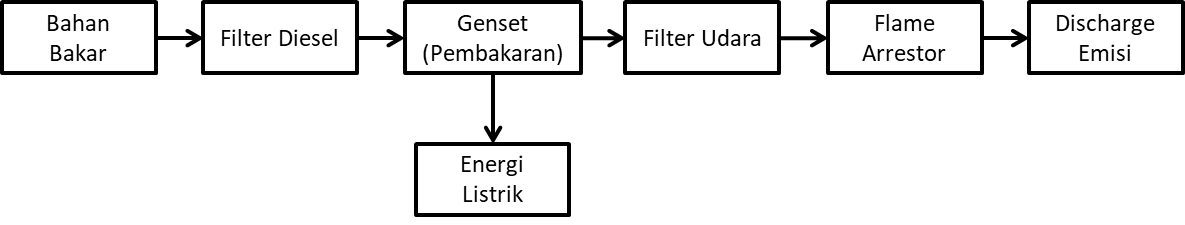 Bahan
Bakar
Filter Diesel
Genset
(Pembakaran)
Filter Udara
Flame
Arrestor
Discharge
Emisi
Energi
Listrik